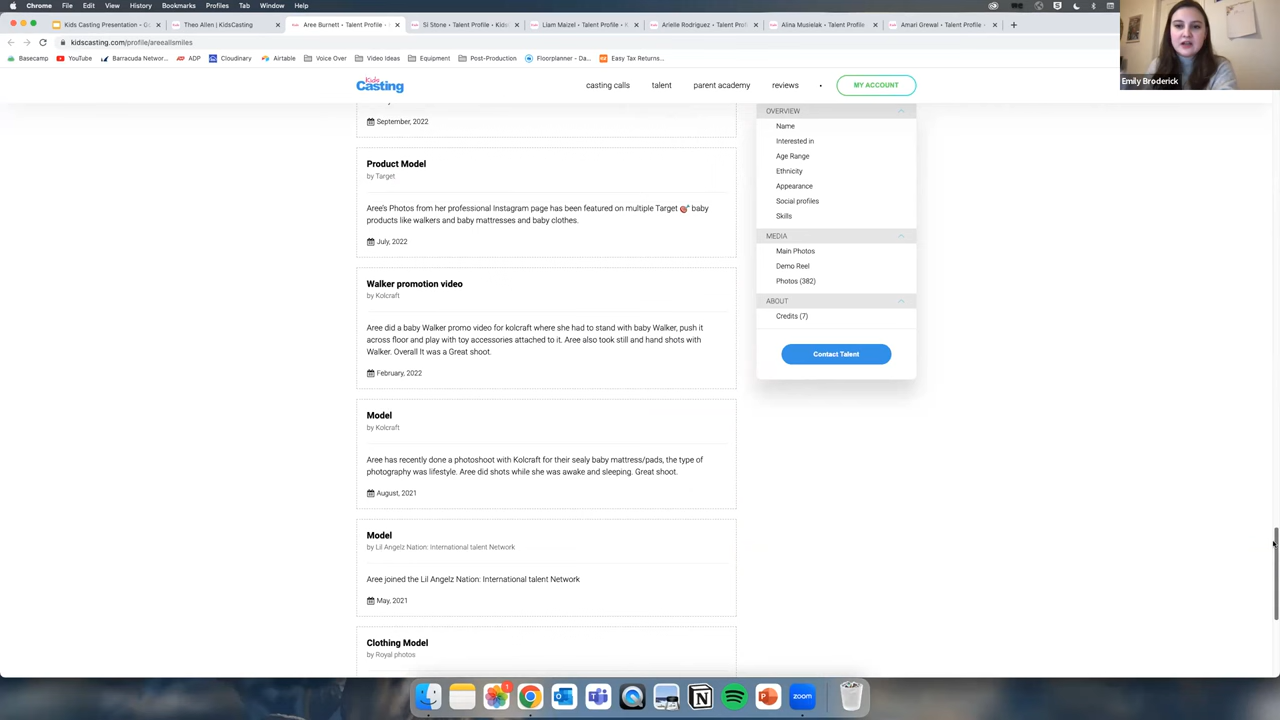 Chrome File Edit View History Bookmarks Profiles Tab Window Help
Kids Casting Presentation - Go
Theo Allen | KidsCasting
Aree Burnett • Talent Profile •
Si Stone • Talent Profile • Kids
Liam Maizel • Talent Profile • K
Arielle Rodriguez • Talent Prof
Alina Musielak • Talent Profile
Amari Grewal • Talent Profile •
kidscasting.com/profile/areeallsmiles
Basecamp YouTube Barracuda Networ... ADP Cloudinary Airtable Voice Over Video Ideas Equipment Post-Production Floorplanner - Da... Easy Tax Returns...
Emily Broderick
Kids Casting
casting calls talent parent academy reviews • MY ACCOUNT
September, 2022
Product Model
by Target
Aree's Photos from her professional Instagram page has been featured on multiple Target 🎯" baby
products like walkers and baby mattresses and baby clothes.
July, 2022
Walker promotion video
by Kolcraft
Aree did a baby Walker promo video for kolcraft where she had to stand with baby Walker, push it
across floor and play with toy accessories attached to it. Aree also took still and hand shots with
Walker. Overall It was a Great shoot.
February, 2022
Model
by Kolcraft
Aree has recently done a photoshoot with Kolcraft for their sealy baby mattress/pads, the type of
photography was lifestyle. Aree did shots while she was awake and sleeping. Great shoot.
August, 2021
Model
by Lil Angelz Nation: International talent Network
Aree joined the Lil Angelz Nation: International talent Network
May, 2021
Clothing Model
by Royal photos
OVERVIEW
Name
Interested in
Age Range
Ethnicity
Appearance
Social profiles
Skills
MEDIA
Main Photos
Demo Reel
Photos (382)
ABOUT
Credits (7)
Contact Talent
1
zoom